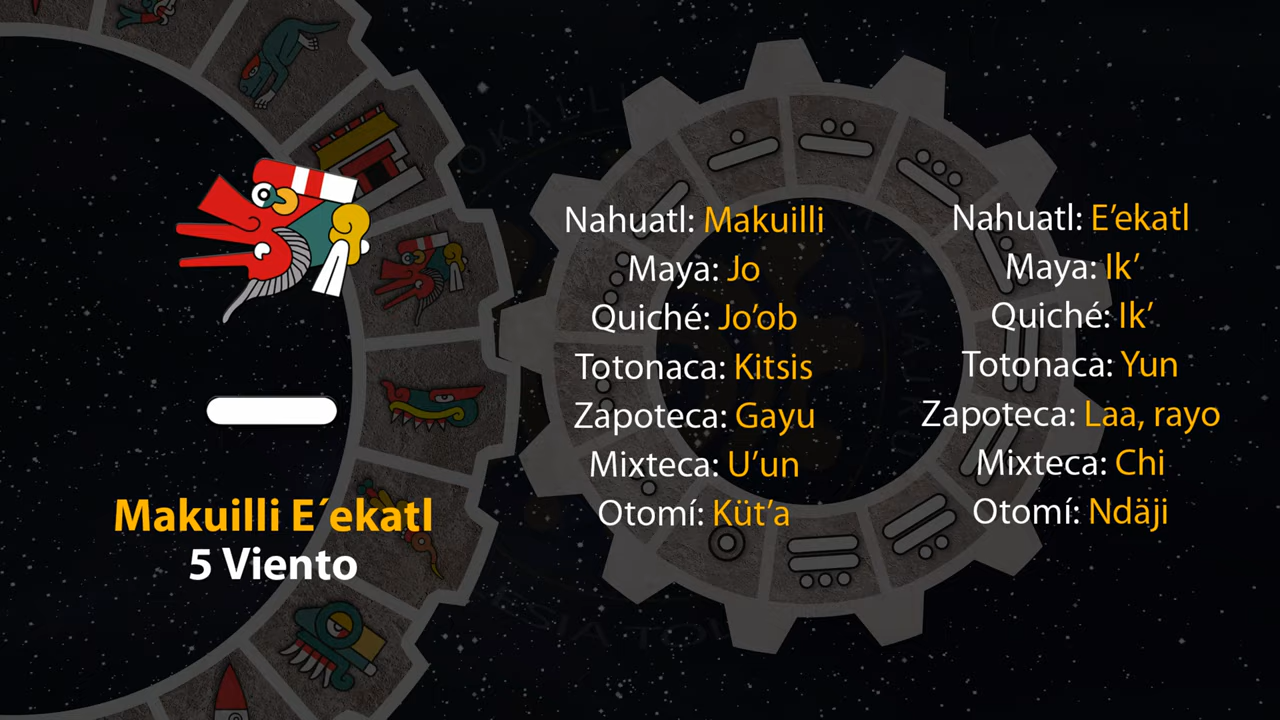 Nahuatl: Makuilli
Maya: Jo
Quiché: Jo’ob
Totonaca: Kitsis
Zapoteca: Gayu
Mixteca: U’un
Otomí: Küt’a
Nahuatl: E’ekatl
Maya: Ik’
Quiché: Ik’
Totonaca: Yun
Zapoteca: Laa, rayo
Mixteca: Chi
Otomí: Ndäji
Makuilli E´ekatl
5 Viento